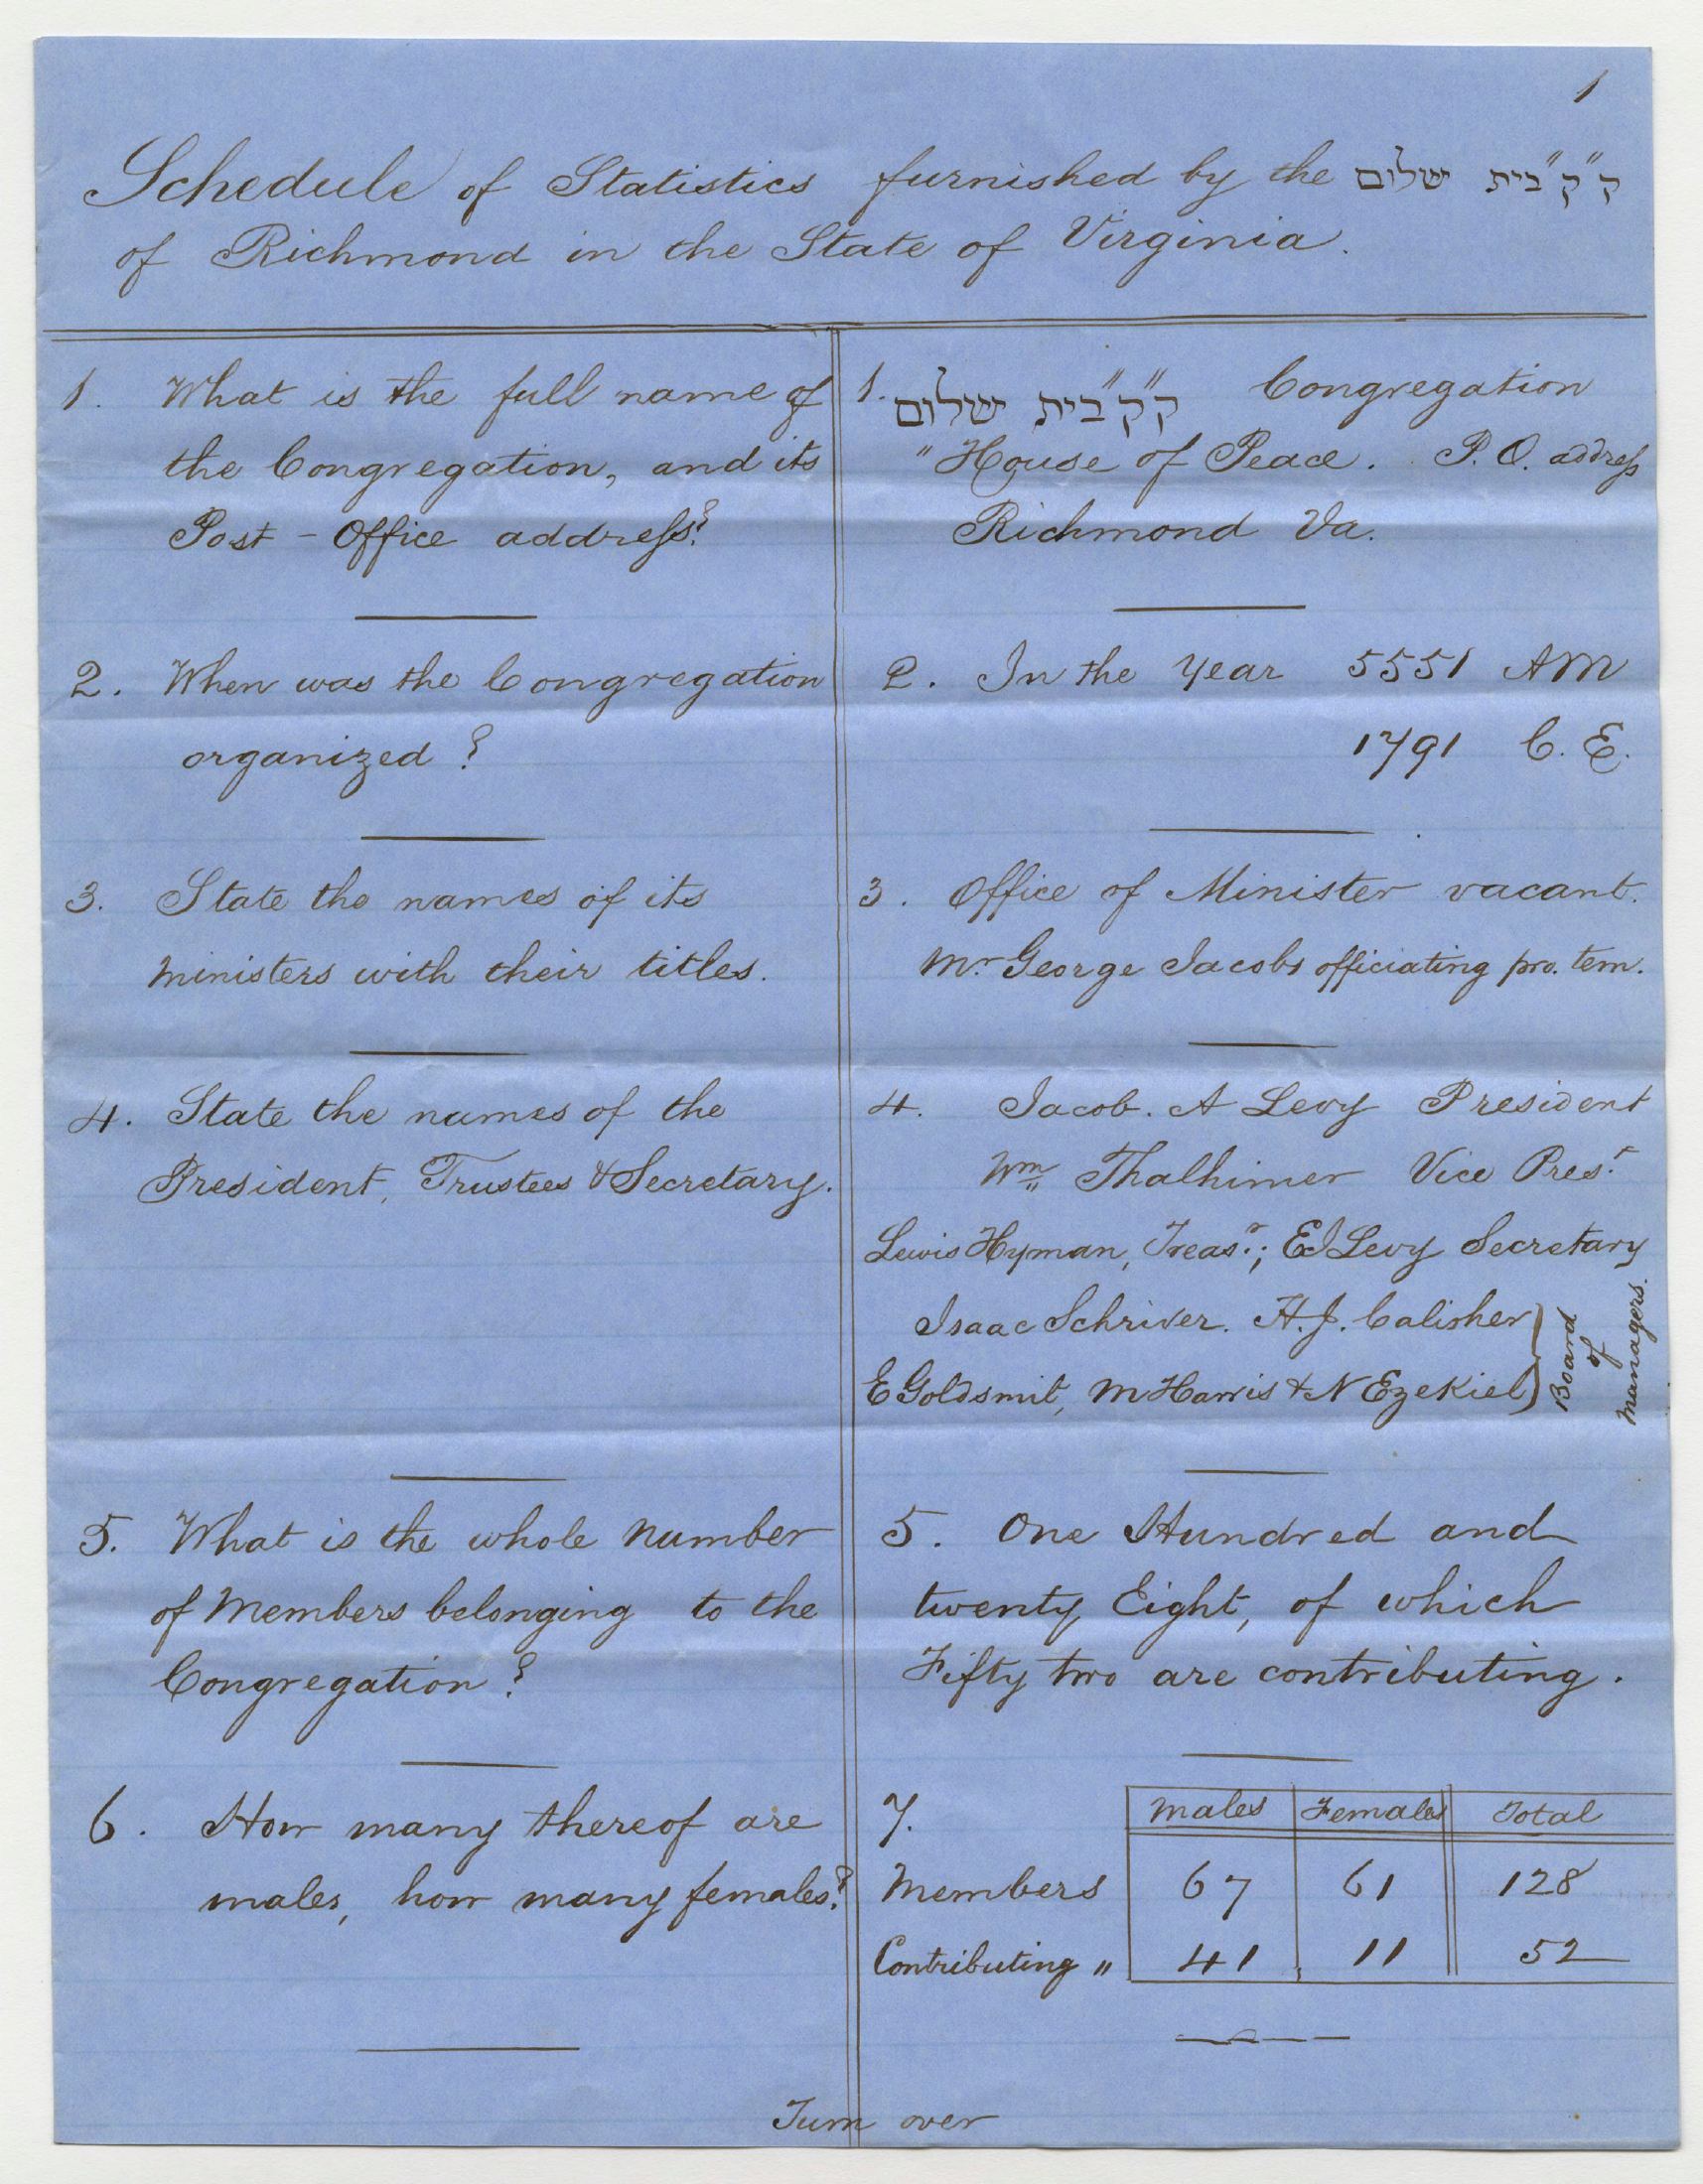 1
Schedule of Statistics furnished by the ק״ק״בית שלום
of Richmond in the State of Virginia.
1. What is the full name of
the Congregation, and its
Post-Office address?
1. ק״ק״בית שלום Congregation
"House of Peace. P.O. address
Richmond Va.
2. When was the Congregation
organized?
2. In the Year 5551 AM
1791 C. E.
3. State the names of its
ministers with their titles.
3. Office of Minister vacant.
Mr George Jacobs officiating pro. tem.
4. State the names of the
President, Trustees & Secretary.
4. Jacob. A Levy President
Wm Thalhimer Vice Prest
Lewis Hyman, Treasr.; EJ Levy Secretary
Isaac Schriver. H.J. Calisher
E Goldsmit, M Harris & N Ezekiel
Board
of
Managers.
5. What is the whole number
of Members belonging to the
Congregation?
5. One Hundred and
twenty Eight, of which
Fifty two are contributing.
6. How many thereof are
males, how many females?
7. Males Females Total
Members 67 61 128
Contributing " 41 11 52
Turn over